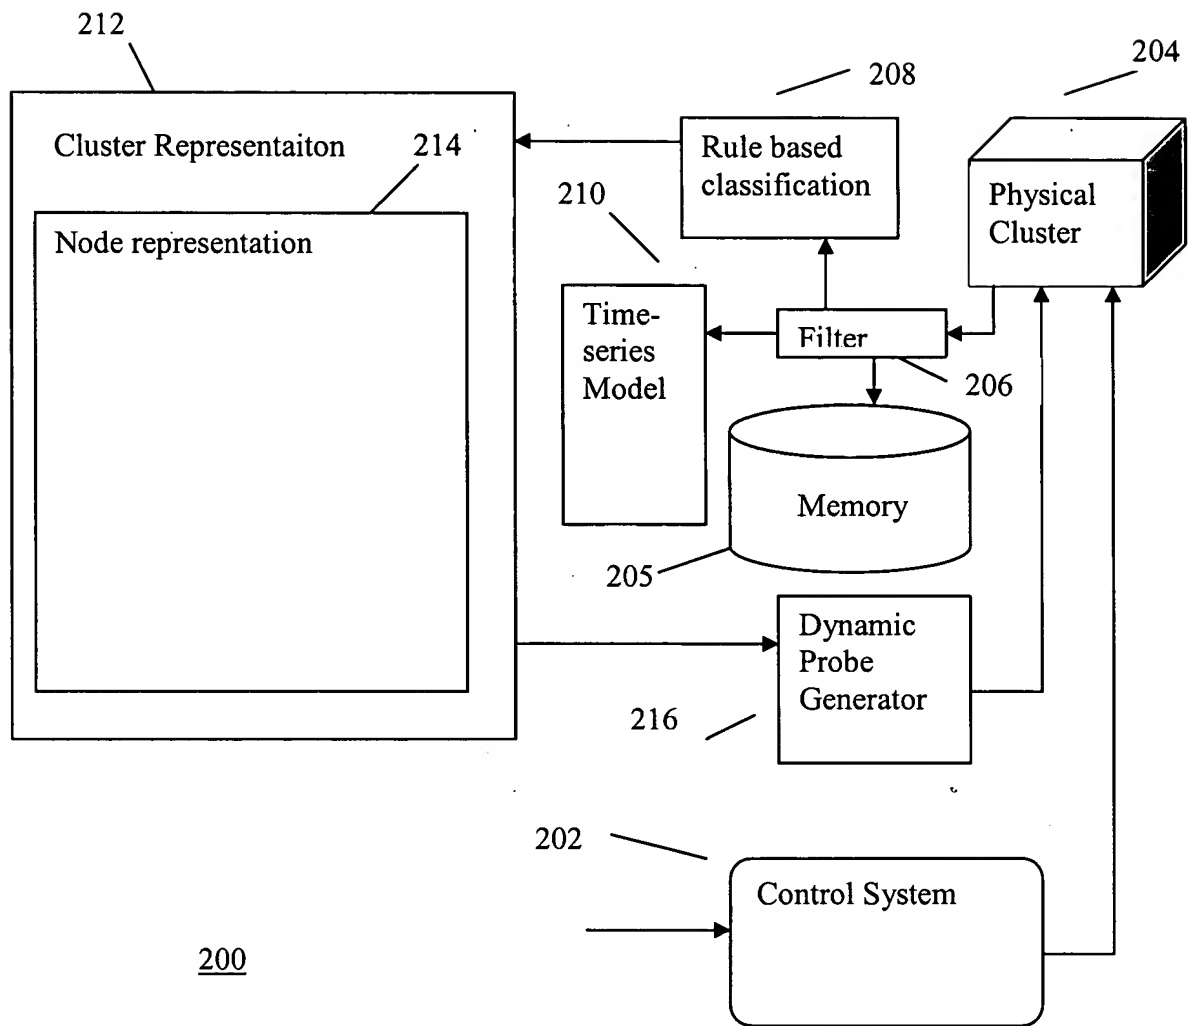 212
208
204
Cluster Representaiton
214
Rule based
classification
Physical
Cluster
210
Node representation
Time-
series
Model
Filter
206
Memory
205
Dynamic
Probe
Generator
216
202
Control System
200